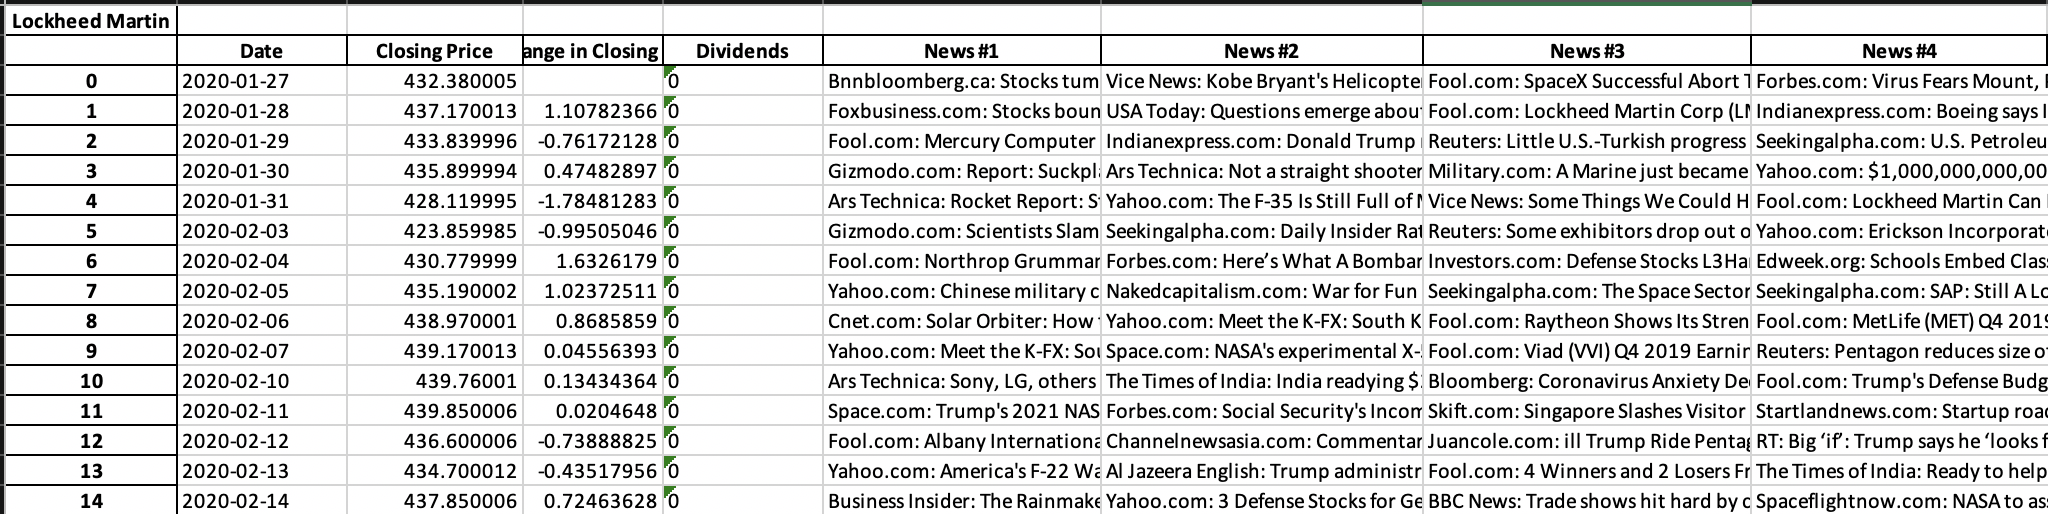 Lockheed Martin
Date Closing Price ange in Closing Dividends News #1 News #2 News #3 News #4
0 2020-01-27 432.380005 0 Bnnbloomberg.ca: Stocks tum Vice News: Kobe Bryant's Helicopte Fool.com: SpaceX Successful Abort T Forbes.com: Virus Fears Mount,
1 2020-01-28 437.170013 1.10782366 0 Foxbusiness.com: Stocks boun USA Today: Questions emerge abou Fool.com: Lockheed Martin Corp (LM Indianexpress.com: Boeing says
2 2020-01-29 433.839996 -0.76172128 0 Fool.com: Mercury Computer Indianexpress.com: Donald Trump Reuters: Little U.S.-Turkish progress Seekingalpha.com: U.S. Petroleu
3 2020-01-30 435.899994 0.47482897 0 Gizmodo.com: Report: Suckpl Ars Technica: Not a straight shooter Military.com: A Marine just became Yahoo.com: $1,000,000,000,00
4 2020-01-31 428.119995 -1.78481283 0 Ars Technica: Rocket Report: S Yahoo.com: The F-35 Is Still Full of Vice News: Some Things We Could H Fool.com: Lockheed Martin Can
5 2020-02-03 423.859985 -0.99505046 0 Gizmodo.com: Scientists Slam Seekingalpha.com: Daily Insider Rat Reuters: Some exhibitors drop out o Yahoo.com: Erickson Incorporat
6 2020-02-04 430.779999 1.6326179 0 Fool.com: Northrop Grumman Forbes.com: Here’s What A Bombar Investors.com: Defense Stocks L3Ha Edweek.org: Schools Embed Clas
7 2020-02-05 435.190002 1.02372511 0 Yahoo.com: Chinese military c Nakedcapitalism.com: War for Fun Seekingalpha.com: The Space Sector Seekingalpha.com: SAP: Still A Lo
8 2020-02-06 438.970001 0.8685859 0 Cnet.com: Solar Orbiter: How Yahoo.com: Meet the K-FX: South K Fool.com: Raytheon Shows Its Stren Fool.com: MetLife (MET) Q4 2019
9 2020-02-07 439.170013 0.04556393 0 Yahoo.com: Meet the K-FX: Sou Space.com: NASA's experimental X- Fool.com: Viad (VVI) Q4 2019 Earnin Reuters: Pentagon reduces size of
10 2020-02-10 439.76001 0.13434364 0 Ars Technica: Sony, LG, others The Times of India: India readying $ Bloomberg: Coronavirus Anxiety De Fool.com: Trump's Defense Budg
11 2020-02-11 439.850006 0.0204648 0 Space.com: Trump's 2021 NAS Forbes.com: Social Security's Incom Skift.com: Singapore Slashes Visitor Startlandnews.com: Startup road
12 2020-02-12 436.600006 -0.73888825 0 Fool.com: Albany Internationa Channelnewsasia.com: Commentar Juancole.com: ill Trump Ride Pentag RT: Big ‘if’: Trump says he ‘looks f
13 2020-02-13 434.700012 -0.43517956 0 Yahoo.com: America's F-22 Wa Al Jazeera English: Trump administr Fool.com: 4 Winners and 2 Losers Fr The Times of India: Ready to help
14 2020-02-14 437.850006 0.72463628 0 Business Insider: The Rainmake Yahoo.com: 3 Defense Stocks for Ge BBC News: Trade shows hit hard by c Spaceflightnow.com: NASA to as